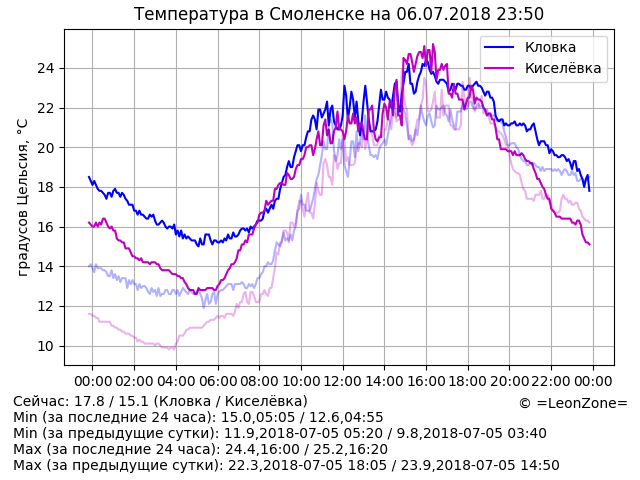 Температура в Смоленске на 06.07.2018 23:50
Кловка
Киселёвка
градусов Цельсия, °C
24
22
20
18
16
14
12
10
00:00 02:00 04:00 06:00 08:00 10:00 12:00 14:00 16:00 18:00 20:00 22:00 00:00
Сейчас: 17.8 / 15.1 (Кловка / Киселёвка)
© =LeonZone=
Min (за последние 24 часа): 15.0,05:05 / 12.6,04:55
Min (за предыдущие сутки): 11.9,2018-07-05 05:20 / 9.8,2018-07-05 03:40
Max (за последние 24 часа): 24.4,16:00 / 25.2,16:20
Max (за предыдущие сутки): 22.3,2018-07-05 18:05 / 23.9,2018-07-05 14:50